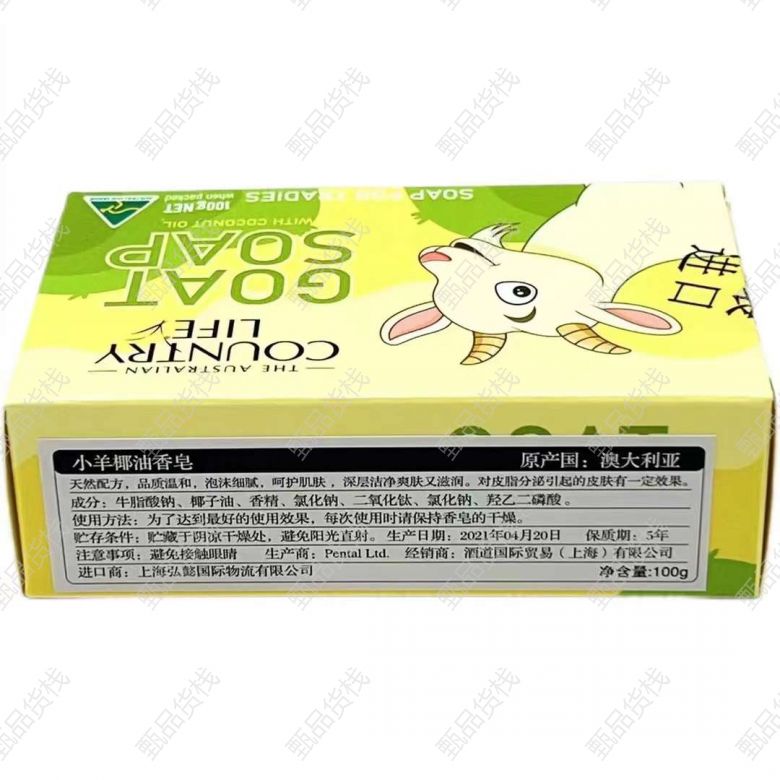 THE AUSTRALIAN
COUNTRY
LIFE
GOAT
SOAP
WITH COCONUT OIL,
SOAP FOR TRADIES
100g NET
when packed
进口
小羊椰油香皂 原产国：澳大利亚
天然配方，品质温和，泡沫细腻，呵护肌肤，深层洁净爽肤又滋润。对皮脂分泌引起的皮肤有一定效果。
成分：牛脂酸钠、椰子油、香精、氯化钠、二氧化钛、氯化钠、羟乙二磷酸。
使用方法：为了达到最好的使用效果，每次使用时请保持香皂的干燥。
贮存条件：贮藏于阴凉干燥处，避免阳光直射。生产日期：2021年04月20日 保质期：5年
注意事项：避免接触眼睛 生产商：Pental Ltd. 经销商：酒道国际贸易（上海）有限公司
进口商：上海弘懿国际物流有限公司 净含量:100g
甄品货栈